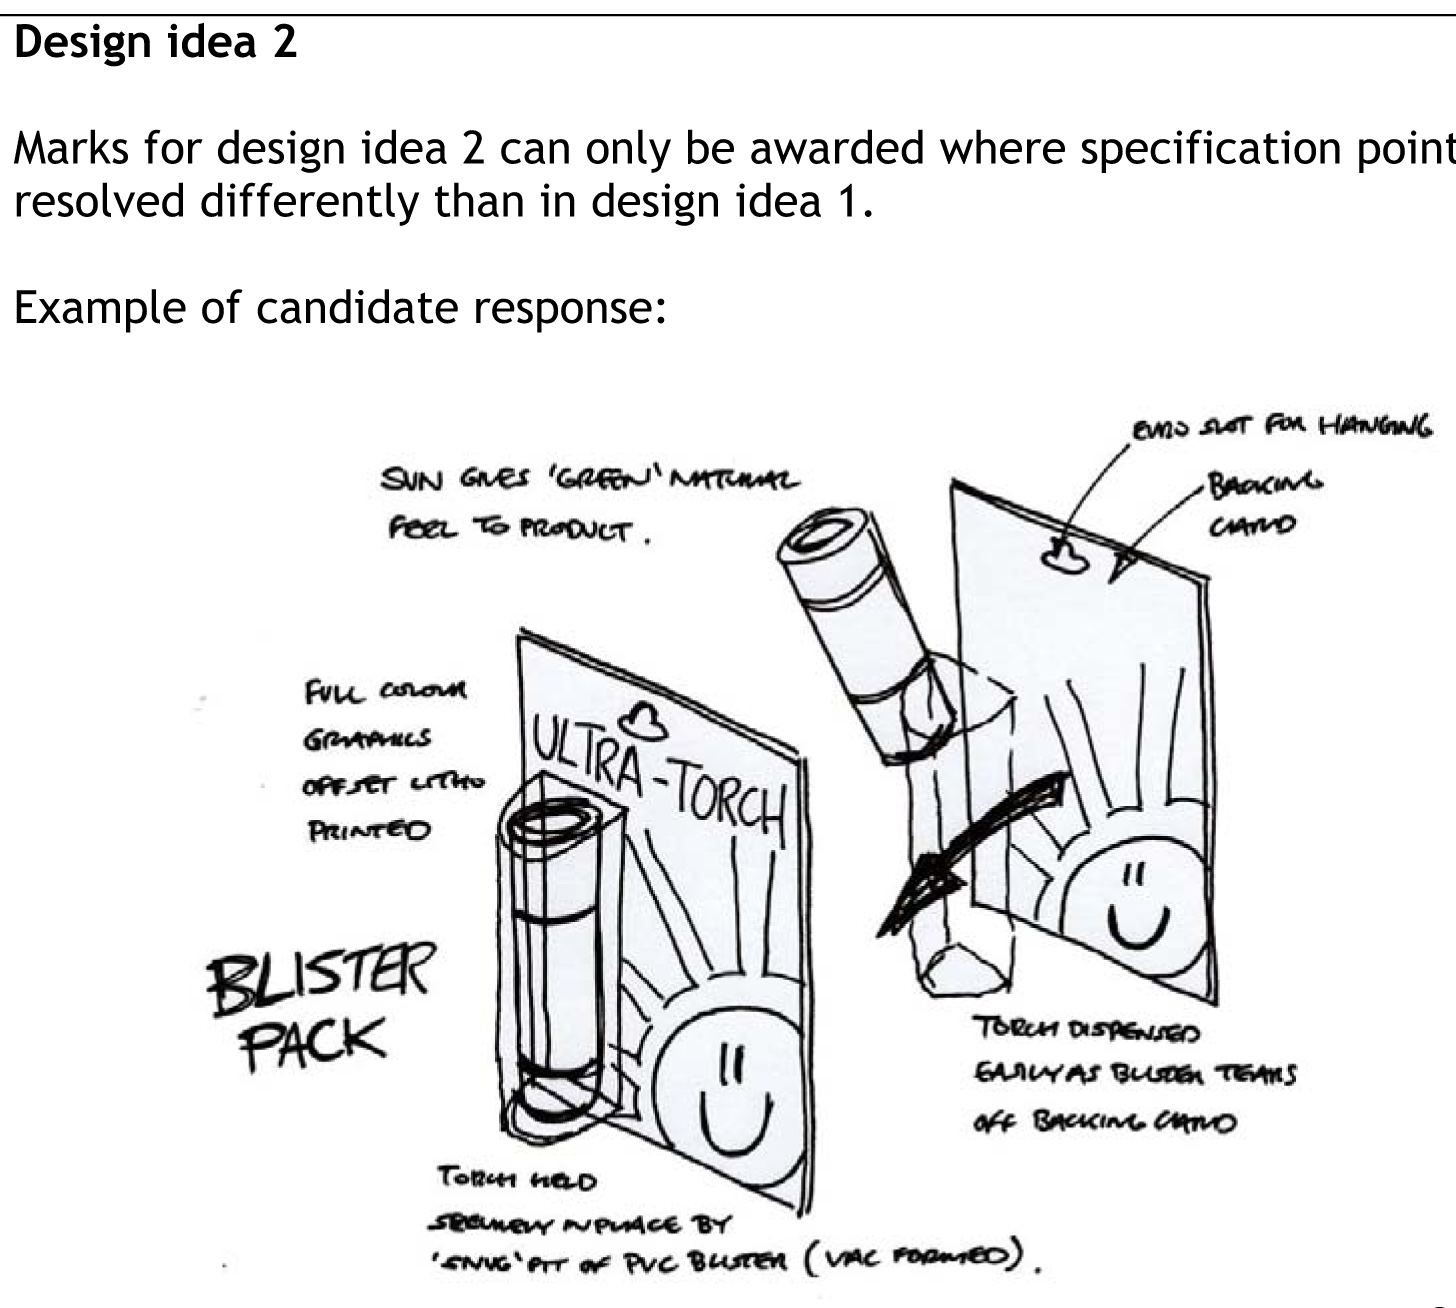 Design idea 2
Marks for design idea 2 can only be awarded where specification point
resolved differently than in design idea 1.
Example of candidate response:
EURO SLOT FOR HANGING
BACKING
CARD
SUN GIVES 'GREEN' NATURAL
FEEL TO PRODUCT.
FULL COLOUR
GRAPHICS
OFFSET LITHO
PRINTED
ULTRA-TORCH
BLISTER
PACK
TORCH DISPENSED
EASILY AS BLISTER TEARS
OFF BACKING CARD
TORCH HELD
SECURELY IN PLACE BY
'SNUG' FIT OF PVC BLISTER (VAC FORMED).